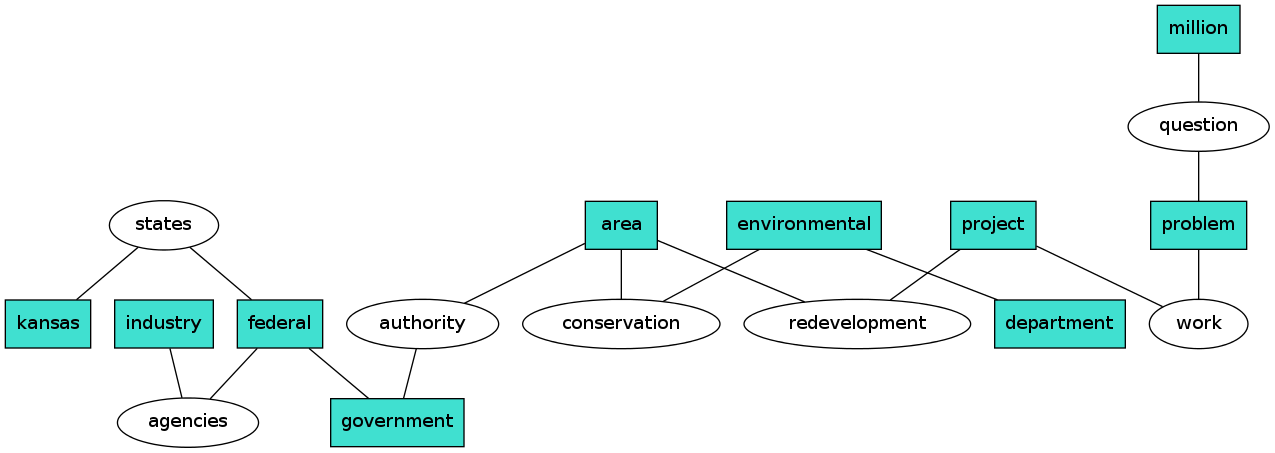 million
question
states
area
environmental
project
problem
kansas
industry
federal
authority
conservation
redevelopment
department
work
agencies
government